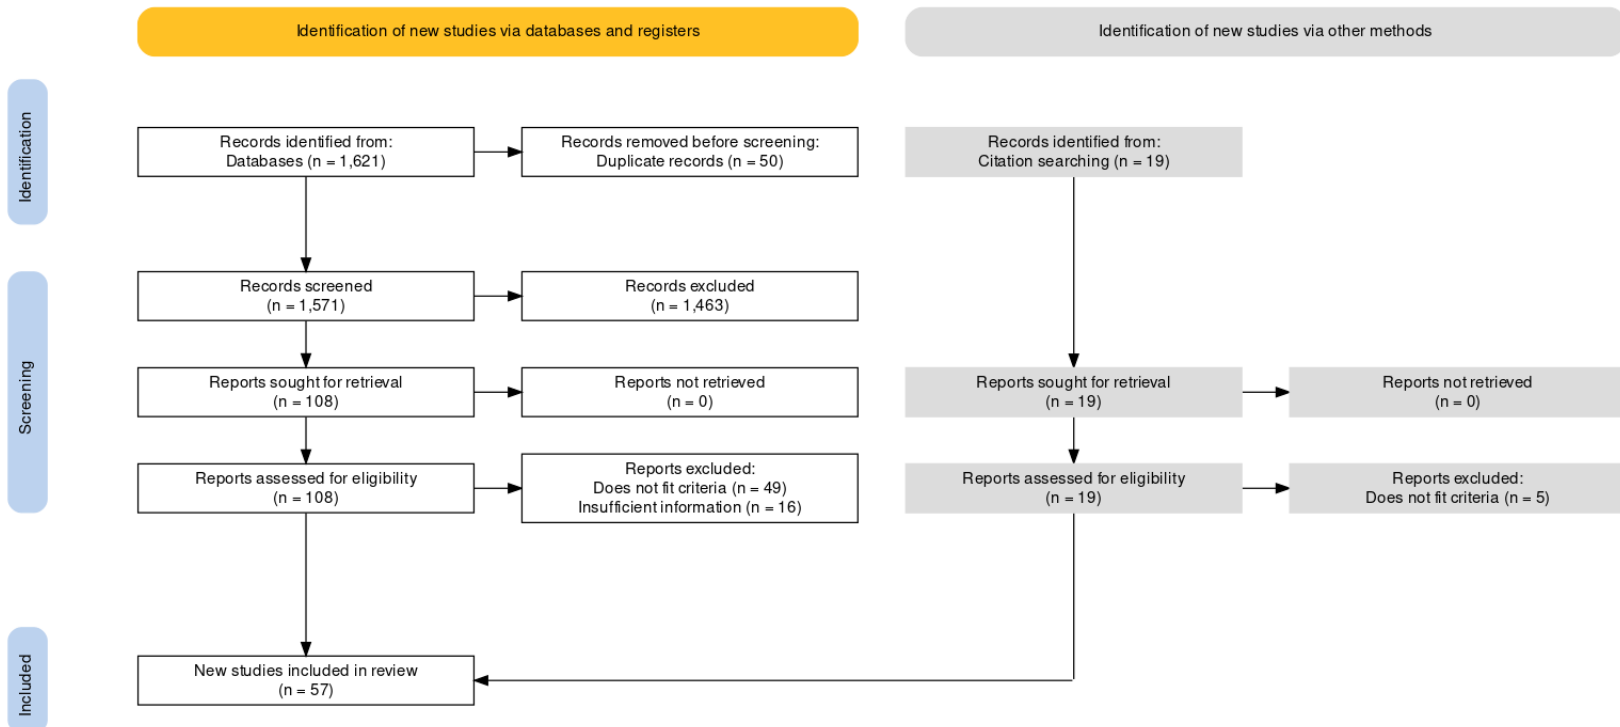 Identification of new studies via databases and registers
Identification of new studies via other methods
Identification
Records identified from:
Databases (n = 1,621)
Records removed before screening:
Duplicate records (n = 50)
Records identified from:
Citation searching (n = 19)
Screening
Records screened
(n = 1,571)
Records excluded
(n = 1,463)
Reports sought for retrieval
(n = 108)
Reports not retrieved
(n = 0)
Reports sought for retrieval
(n = 19)
Reports not retrieved
(n = 0)
Reports assessed for eligibility
(n = 108)
Reports excluded:
Does not fit criteria (n = 49)
Insufficient information (n = 16)
Reports assessed for eligibility
(n = 19)
Reports excluded:
Does not fit criteria (n = 5)
Included
New studies included in review
(n = 57)